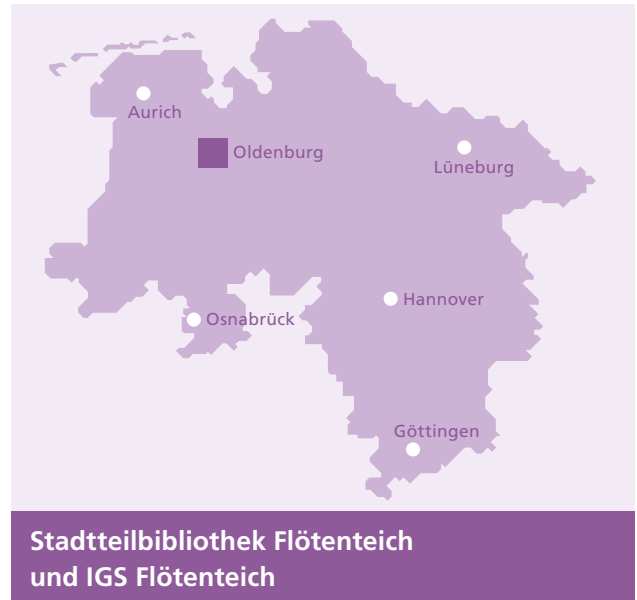 Aurich
Oldenburg
Lüneburg
Hannover
Osnabrück
Göttingen
Stadtteilbibliothek Flötenteich
und IGS Flötenteich